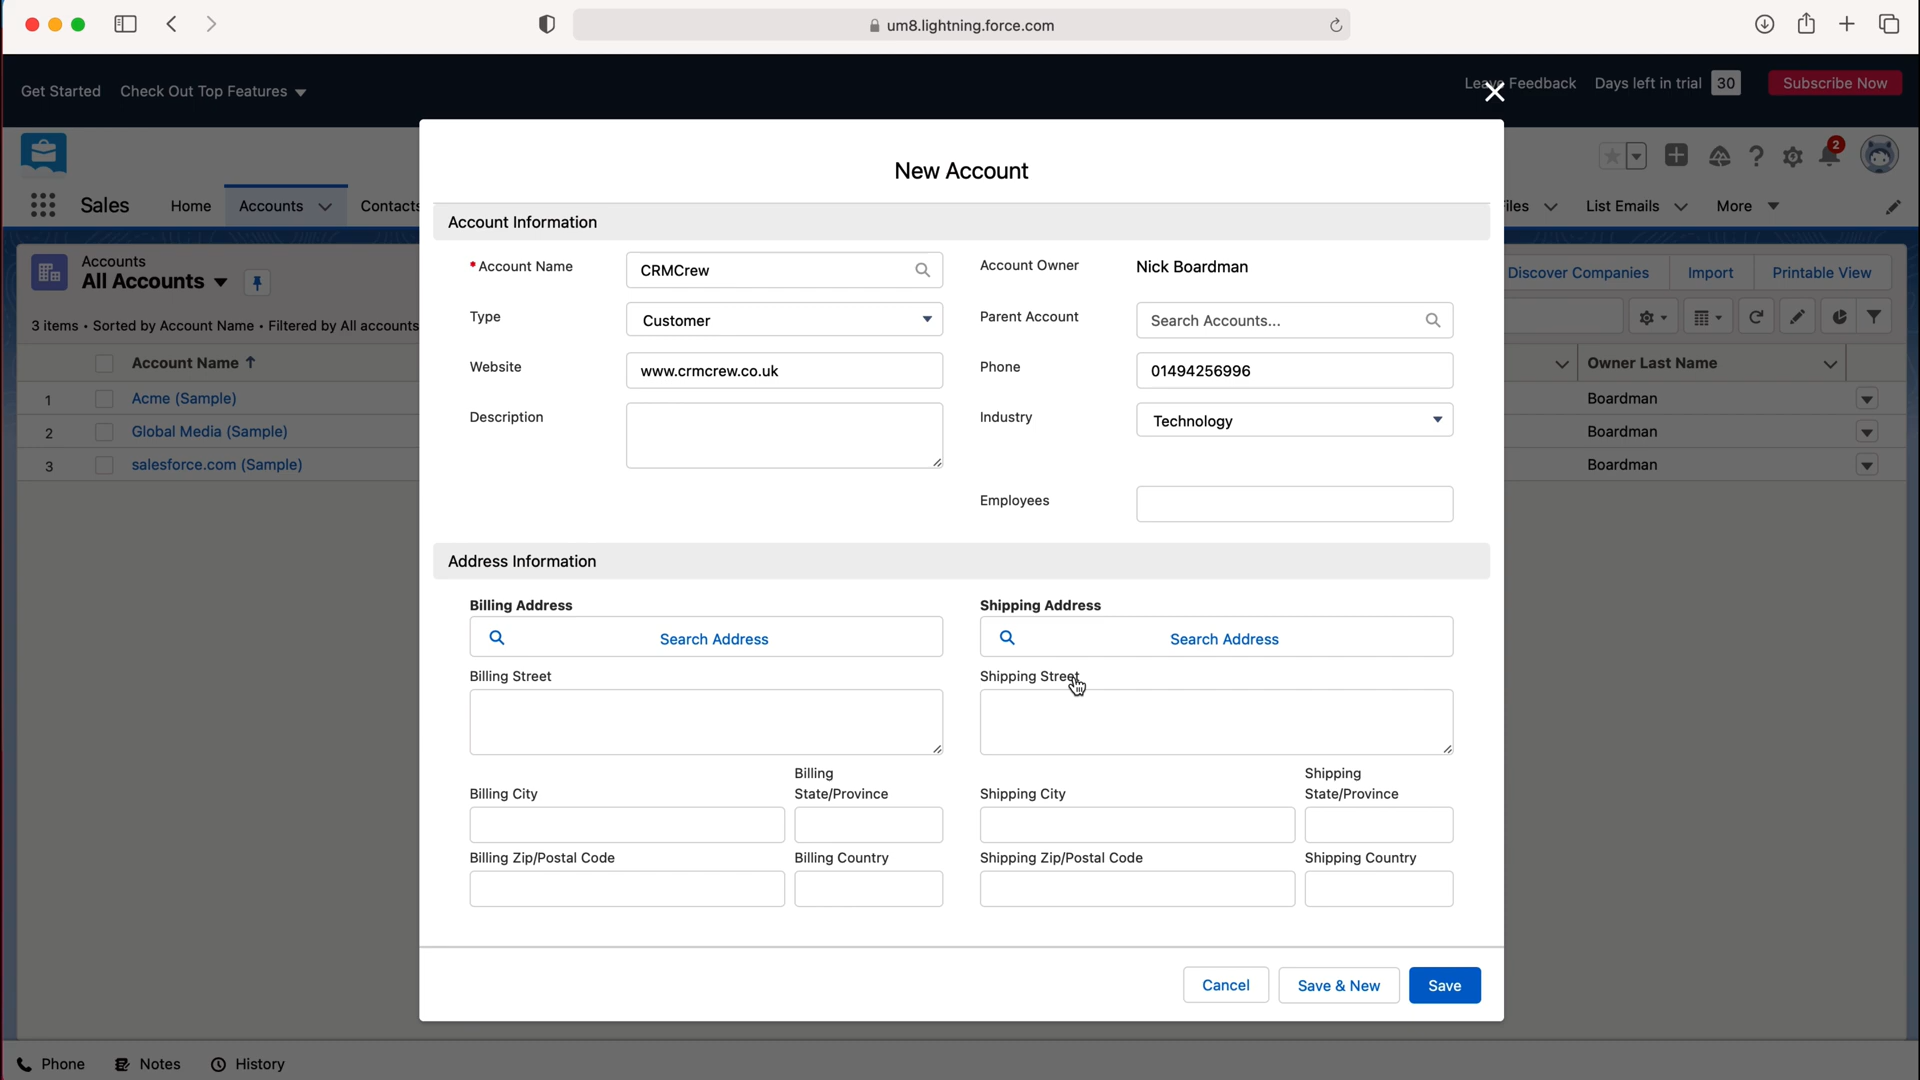 um8.lightning.force.com
Get Started Check Out Top Features Leave Feedback Days left in trial 30 Subscribe Now
2
Sales Home Accounts Contacts List Emails More
New Account
Accounts
All Accounts
Discover Companies Import Printable View
3 items • Sorted by Account Name • Filtered by All accounts
Account Name Owner Last Name
1 Acme (Sample) Boardman
2 Global Media (Sample) Boardman
3 salesforce.com (Sample) Boardman
Account Information
*Account Name CRMCrew Account Owner Nick Boardman
Type Customer Parent Account Search Accounts...
Website www.crmcrew.co.uk Phone 01494256996
Description Industry Technology
Employees
Address Information
Billing Address Shipping Address
Search Address Search Address
Billing Street Shipping Street
Billing Shipping
Billing City State/Province Shipping City State/Province
Billing Zip/Postal Code Billing Country Shipping Zip/Postal Code Shipping Country
Cancel Save & New Save
Phone Notes History